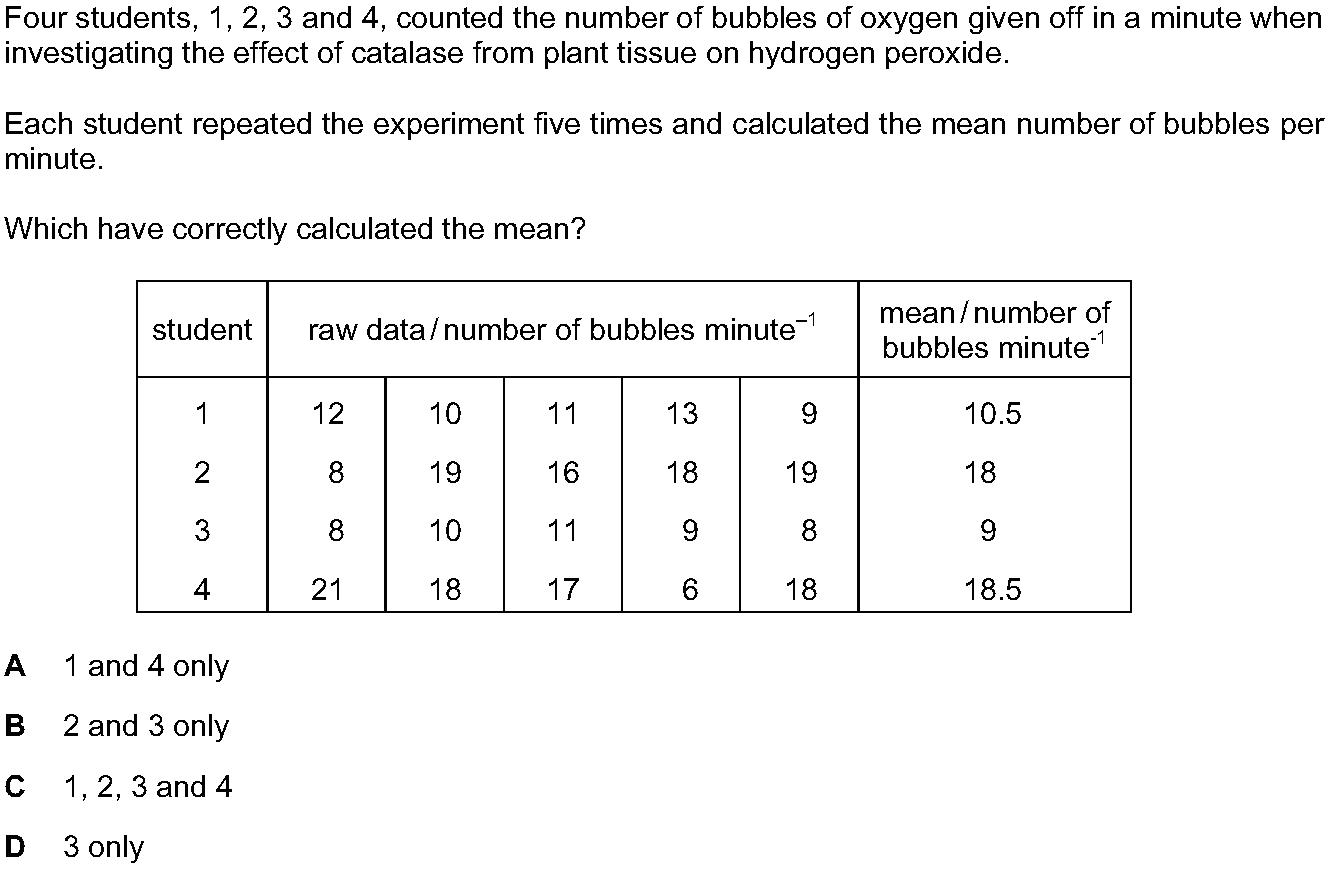 Four students, 1, 2, 3 and 4, counted the number of bubbles of oxygen given off in a minute when
investigating the effect of catalase from plant tissue on hydrogen peroxide.
Each student repeated the experiment five times and calculated the mean number of bubbles per
minute.
Which have correctly calculated the mean?
student raw data / number of bubbles minute⁻¹ mean / number of
bubbles minute⁻¹
1 12 10 11 13 9 10.5
2 8 19 16 18 19 18
3 8 10 11 9 8 9
4 21 18 17 6 18 18.5
A 1 and 4 only
B 2 and 3 only
C 1, 2, 3 and 4
D 3 only